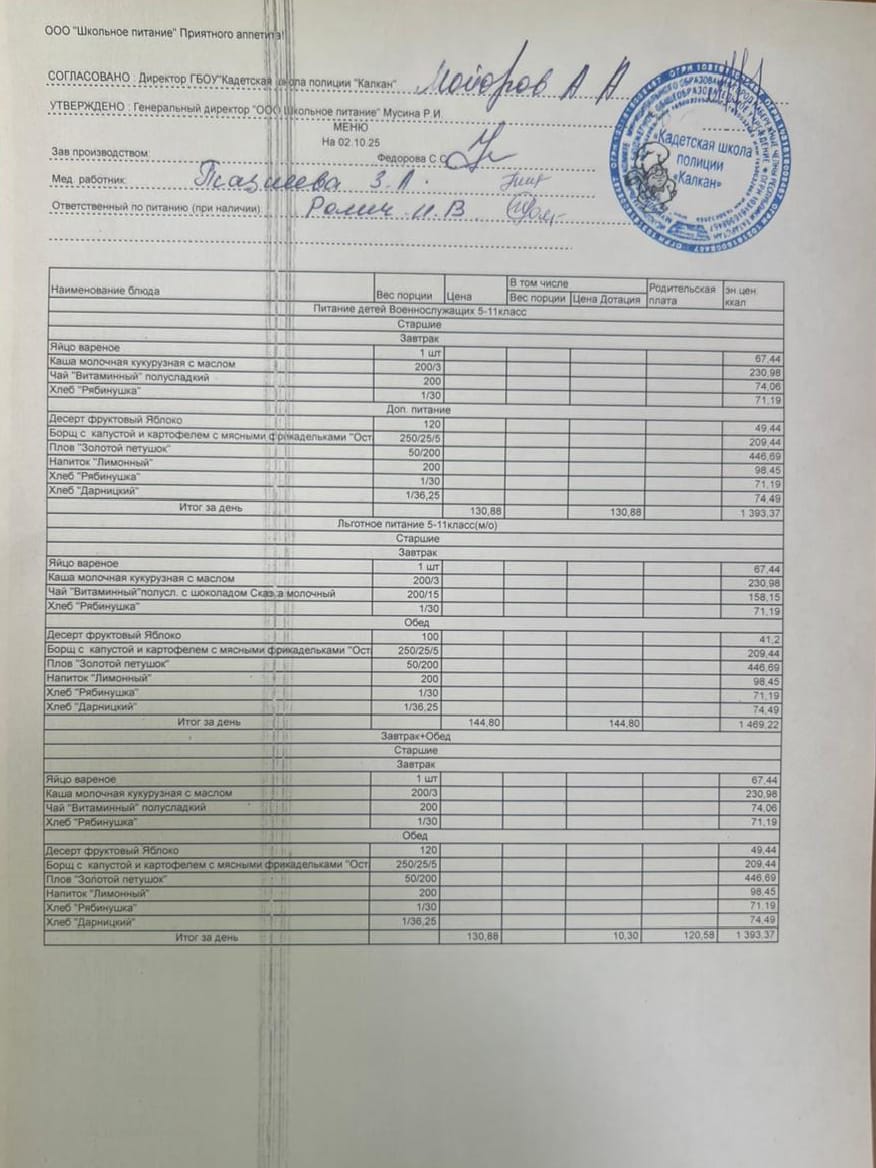 ООО "Школьное питание" Приятного аппетита!
СОГЛАСОВАНО : Директор ГБОУ"Кадетская школа полиции "Калкан" Майоров А А
УТВЕРЖДЕНО : Генеральный директор "ООО Школьное питание" Мусина Р.И.
МЕНЮ
На 02.10.25
Зав.производством: Федорова С.С.
Мед. работник: З.Л.
Ответственный по питанию (при наличии): И.В
«Кадетская школа
полиции
«Калкан»
Наименование блюда Вес порции Цена В том числе Родительская плата эн.цен. ккал
Вес порции Цена Дотация
Питание детей Военнослужащих 5-11класс
Старшие
Завтрак
Яйцо вареное 1 шт 67,44
Каша молочная кукурузная с маслом 200/3 230,98
Чай "Витаминный" полусладкий 200 74,06
Хлеб "Рябинушка" 1/30 71,19
Доп. питание
Десерт фруктовый Яблоко 120 49,44
Борщ с капустой и картофелем с мясными фрикадельками "Ост 250/25/5 209,44
Плов "Золотой петушок" 50/200 446,69
Напиток "Лимонный" 200 98,45
Хлеб "Рябинушка" 1/30 71,19
Хлеб "Дарницкий" 1/36,25 74,49
Итог за день 130,88 130,88 1 393,37
Льготное питание 5-11класс(м/о)
Старшие
Завтрак
Яйцо вареное 1 шт 67,44
Каша молочная кукурузная с маслом 200/3 230,98
Чай "Витаминный"полусл. с шоколадом Сказка молочный 200/15 158,15
Хлеб "Рябинушка" 1/30 71,19
Обед
Десерт фруктовый Яблоко 100 41,2
Борщ с капустой и картофелем с мясными фрикадельками "Ост 250/25/5 209,44
Плов "Золотой петушок" 50/200 446,69
Напиток "Лимонный" 200 98,45
Хлеб "Рябинушка" 1/30 71,19
Хлеб "Дарницкий" 1/36,25 74,49
Итог за день 144,80 144,80 1 469,22
Завтрак+Обед
Старшие
Завтрак
Яйцо вареное 1 шт 67,44
Каша молочная кукурузная с маслом 200/3 230,98
Чай "Витаминный" полусладкий 200 74,06
Хлеб "Рябинушка" 1/30 71,19
Обед
Десерт фруктовый Яблоко 120 49,44
Борщ с капустой и картофелем с мясными фрикадельками "Ост 250/25/5 209,44
Плов "Золотой петушок" 50/200 446,69
Напиток "Лимонный" 200 98,45
Хлеб "Рябинушка" 1/30 71,19
Хлеб "Дарницкий" 1/36,25 74,49
Итог за день 130,88 10,30 120,58 1 393,37